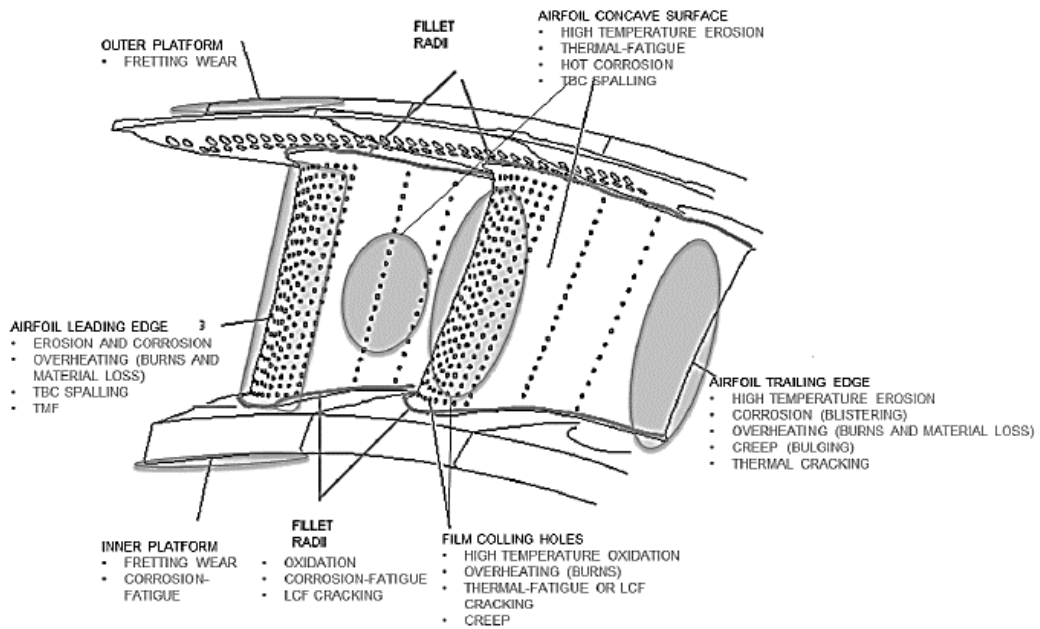 OUTER PLATFORM
• FRETTING WEAR
FILLET
RADII
AIRFOIL CONCAVE SURFACE
• HIGH TEMPERATURE EROSION
• THERMAL-FATIGUE
• HOT CORROSION
• TBC SPALLING
AIRFOIL LEADING EDGE 3
• EROSION AND CORROSION
• OVERHEATING (BURNS AND
MATERIAL LOSS)
• TBC SPALLING
• TMF
AIRFOIL TRAILING EDGE
• HIGH TEMPERATURE EROSION
• CORROSION (BLISTERING)
• OVERHEATING (BURNS AND MATERIAL LOSS)
• CREEP (BULGING)
• THERMAL CRACKING
INNER PLATFORM
• FRETTING WEAR
• CORROSION-
FATIGUE
FILLET
RADII
• OXIDATION
• CORROSION-FATIGUE
• LCF CRACKING
FILM COLLING HOLES
• HIGH TEMPERATURE OXIDATION
• OVERHEATING (BURNS)
• THERMAL-FATIGUE OR LCF
CRACKING
• CREEP